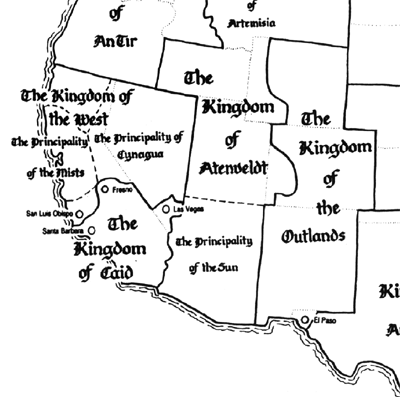 of
AnTir
of
Artemisia
The
Kingdom
of
Atenveldt
The Kingdom of
the West
The Principality
of the Mists
The Principality of
Cynagua
The
Kingdom
of
the
Outlands
Fresno
San Luis Obispo
Santa Barbara
Las Vegas
The
Kingdom
of Caid
The Principality
of the Sun
El Paso
Ki
A